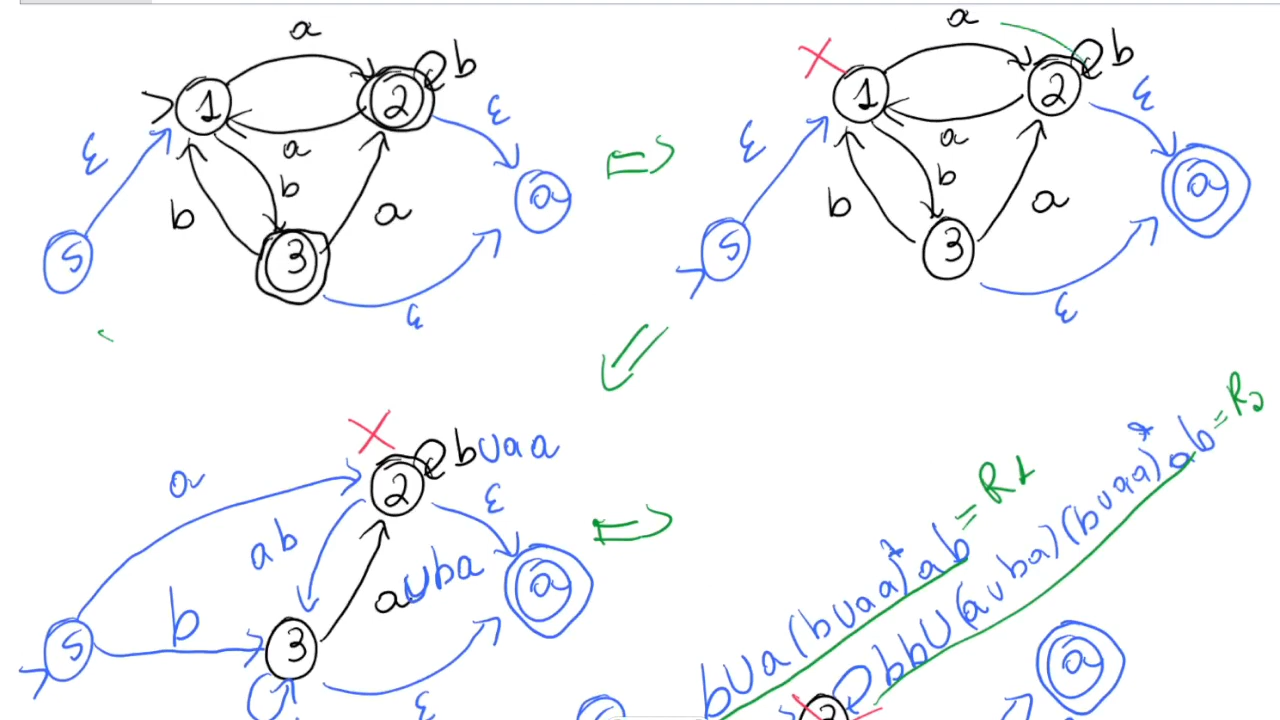 a
b
1
2
ε
ε
a
b
b
a
a
3
s
ε
a
b
1
2
ε
ε
a
b
b
a
a
s
3
ε
a
b∪aa
2
ε
ab
a∪ba
a
b
s
3
ε
b∪a(b∪aa)*ab = R1
bb∪(a∪ba)(b∪aa)*ab = R2
a